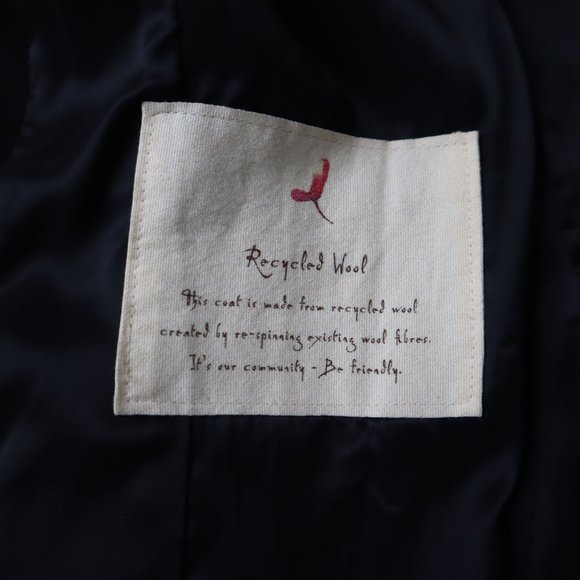 Recycled Wool
This coat is made from recycled wool
created by re-spinning existing wool fibres.
It's our community - Be friendly.